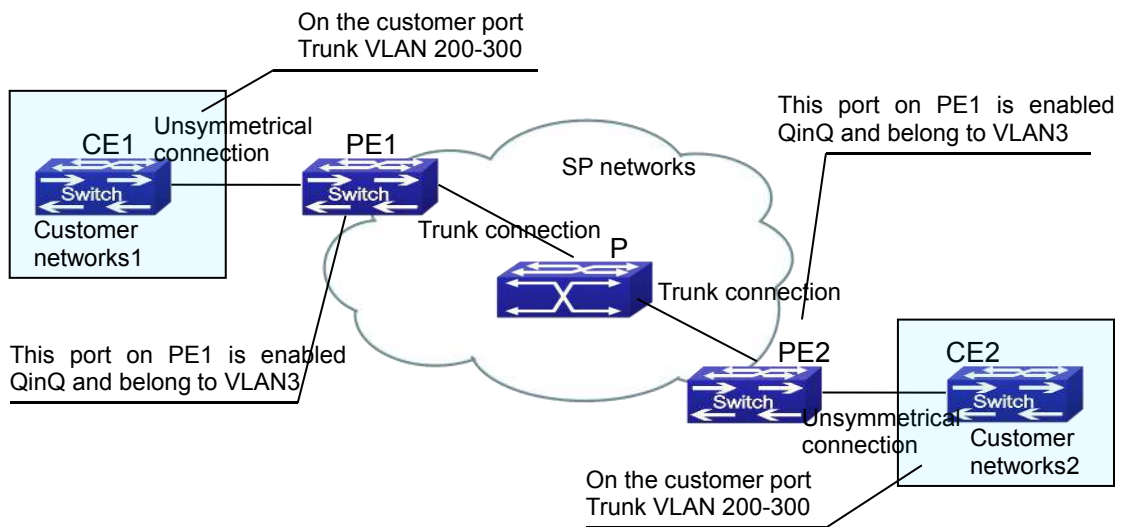 On the customer port
Trunk VLAN 200-300
This port on PE1 is enabled
QinQ and belong to VLAN3
Unsymmetrical
connection
CE1
PE1
SP networks
Switch
Switch
Customer
networks1
Trunk connection
P
Trunk connection
This port on PE1 is enabled
QinQ and belong to VLAN3
PE2
CE2
Switch
Switch
Unsymmetrical
connection
Customer
networks2
On the customer port
Trunk VLAN 200-300